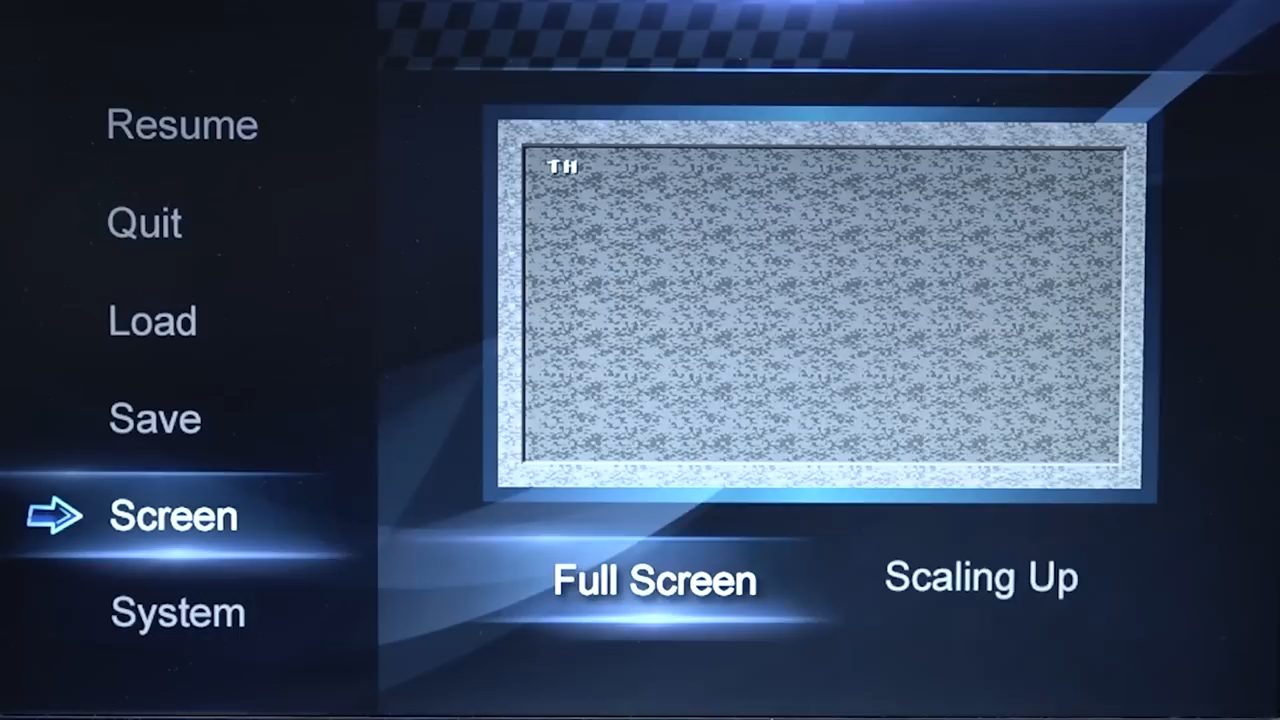 Resume
Quit
Load
Save
Screen
System
TH
Full Screen
Scaling Up